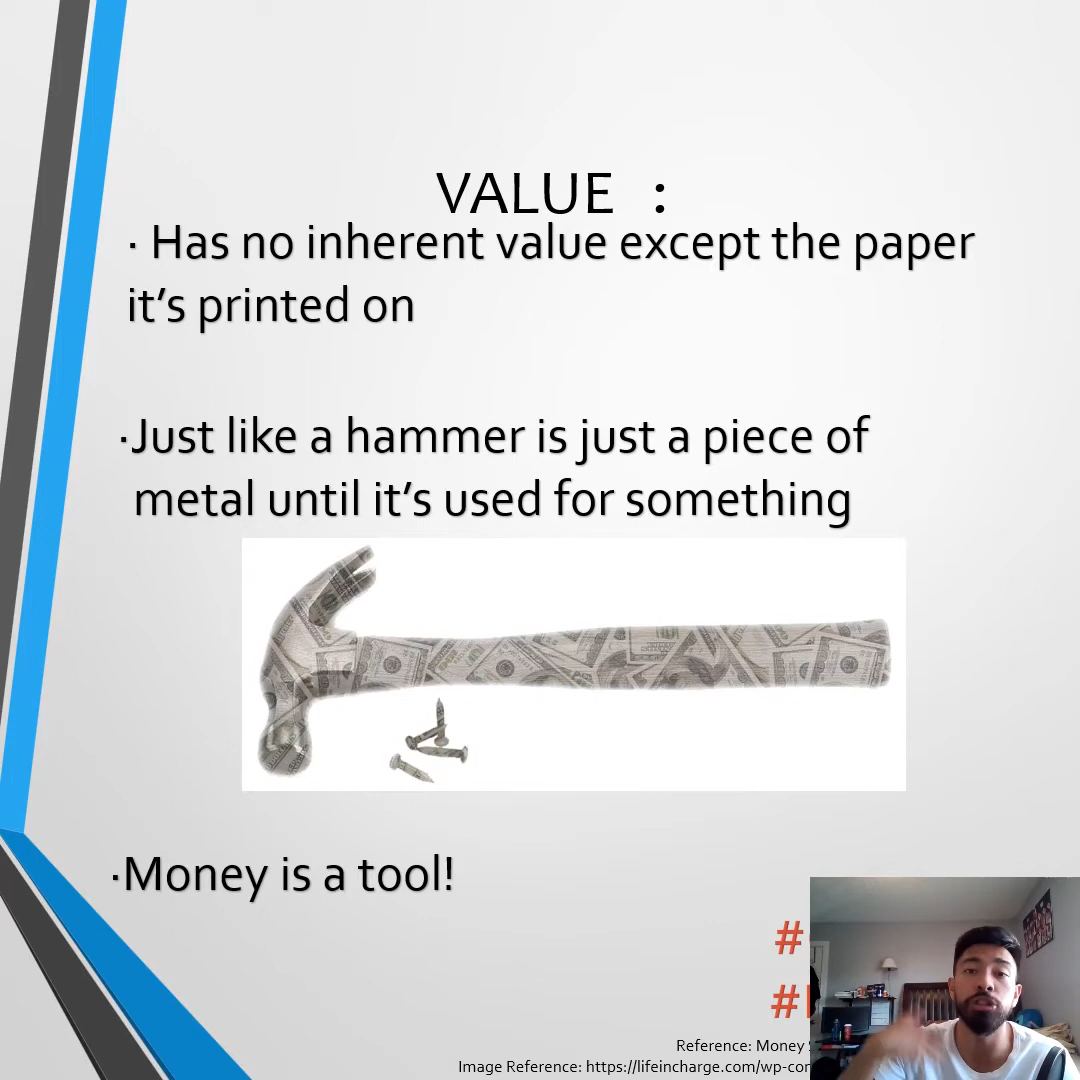 VALUE :
· Has no inherent value except the paper
it’s printed on
·Just like a hammer is just a piece of
metal until it’s used for something
·Money is a tool!
#
#
Reference: Money
Image Reference: https://lifeincharge.com/wp-con